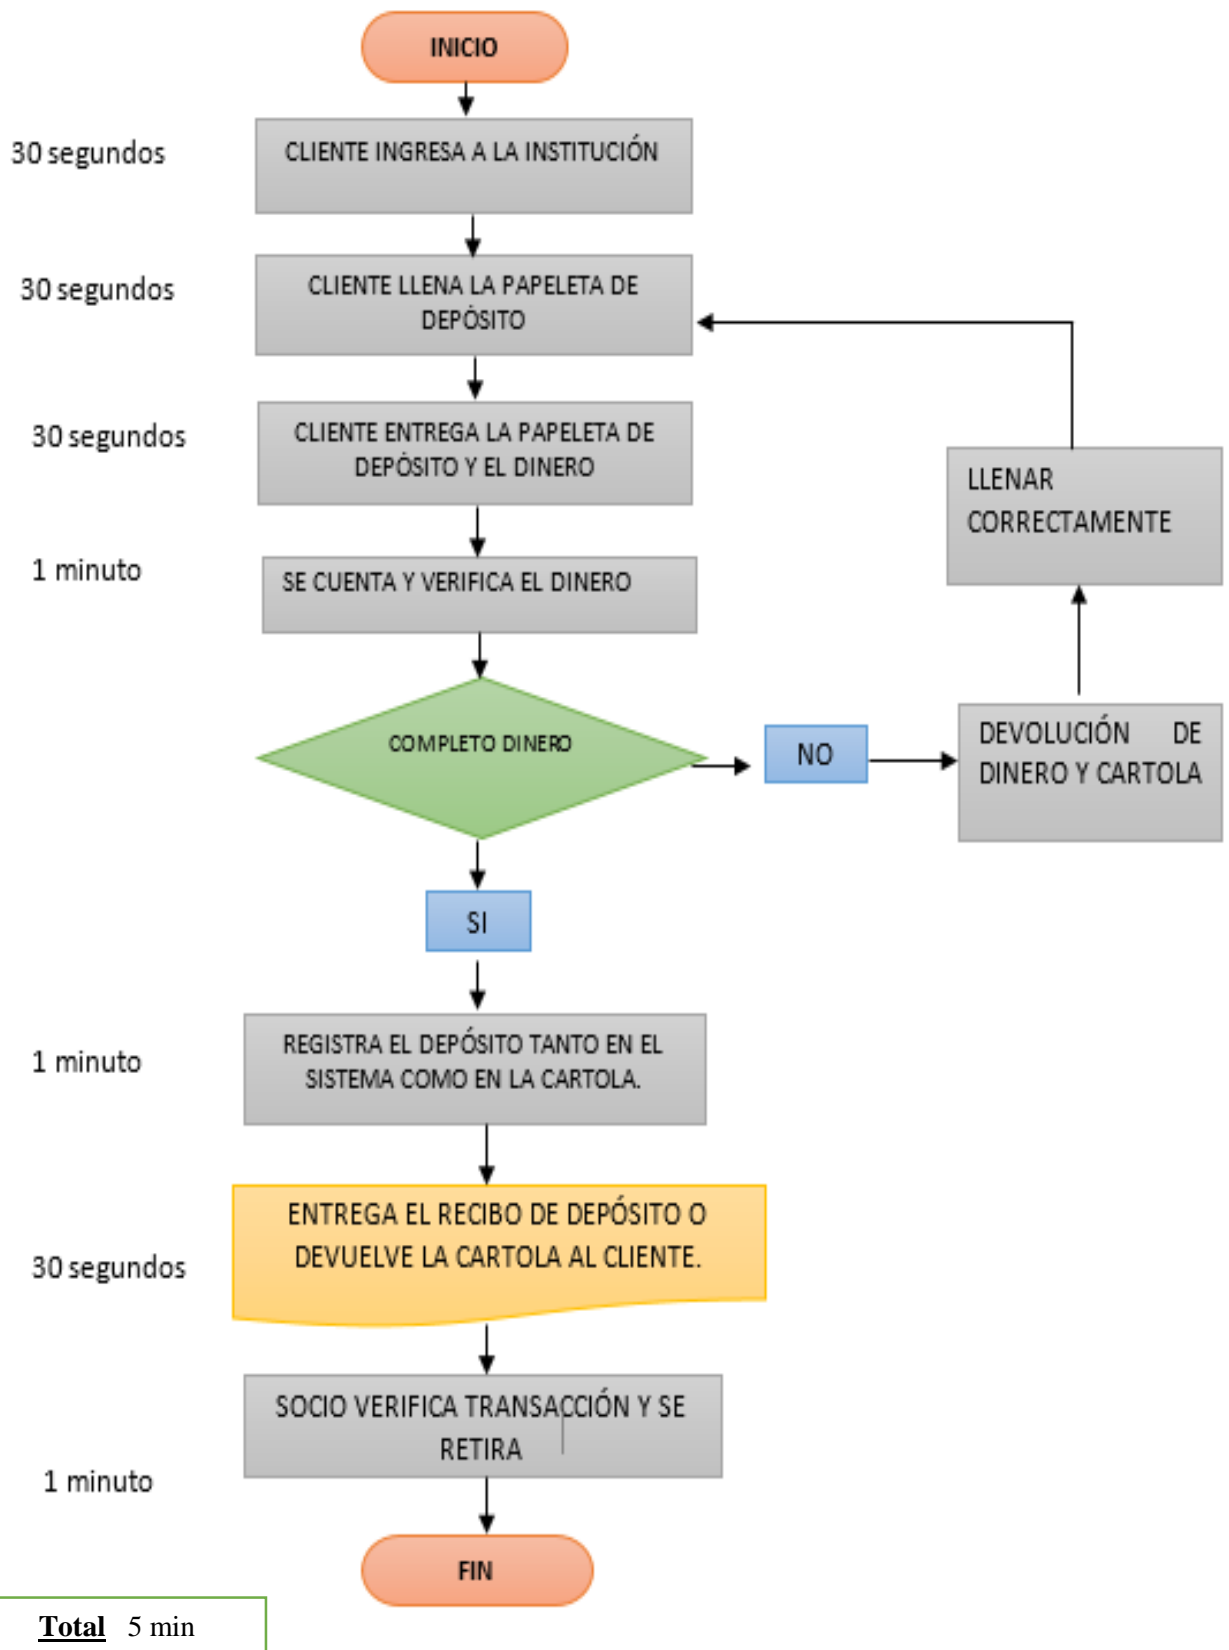 INICIO
30 segundos
CLIENTE INGRESA A LA INSTITUCIÓN
30 segundos
CLIENTE LLENA LA PAPELETA DE
DEPÓSITO
30 segundos
CLIENTE ENTREGA LA PAPELETA DE
DEPÓSITO Y EL DINERO
LLENAR
CORRECTAMENTE
1 minuto
SE CUENTA Y VERIFICA EL DINERO
COMPLETO DINERO
NO
DEVOLUCIÓN DE
DINERO Y CARTOLA
SI
1 minuto
REGISTRA EL DEPÓSITO TANTO EN EL
SISTEMA COMO EN LA CARTOLA.
30 segundos
ENTREGA EL RECIBO DE DEPÓSITO O
DEVUELVE LA CARTOLA AL CLIENTE.
SOCIO VERIFICA TRANSACCIÓN Y SE
RETIRA
1 minuto
FIN
Total 5 min